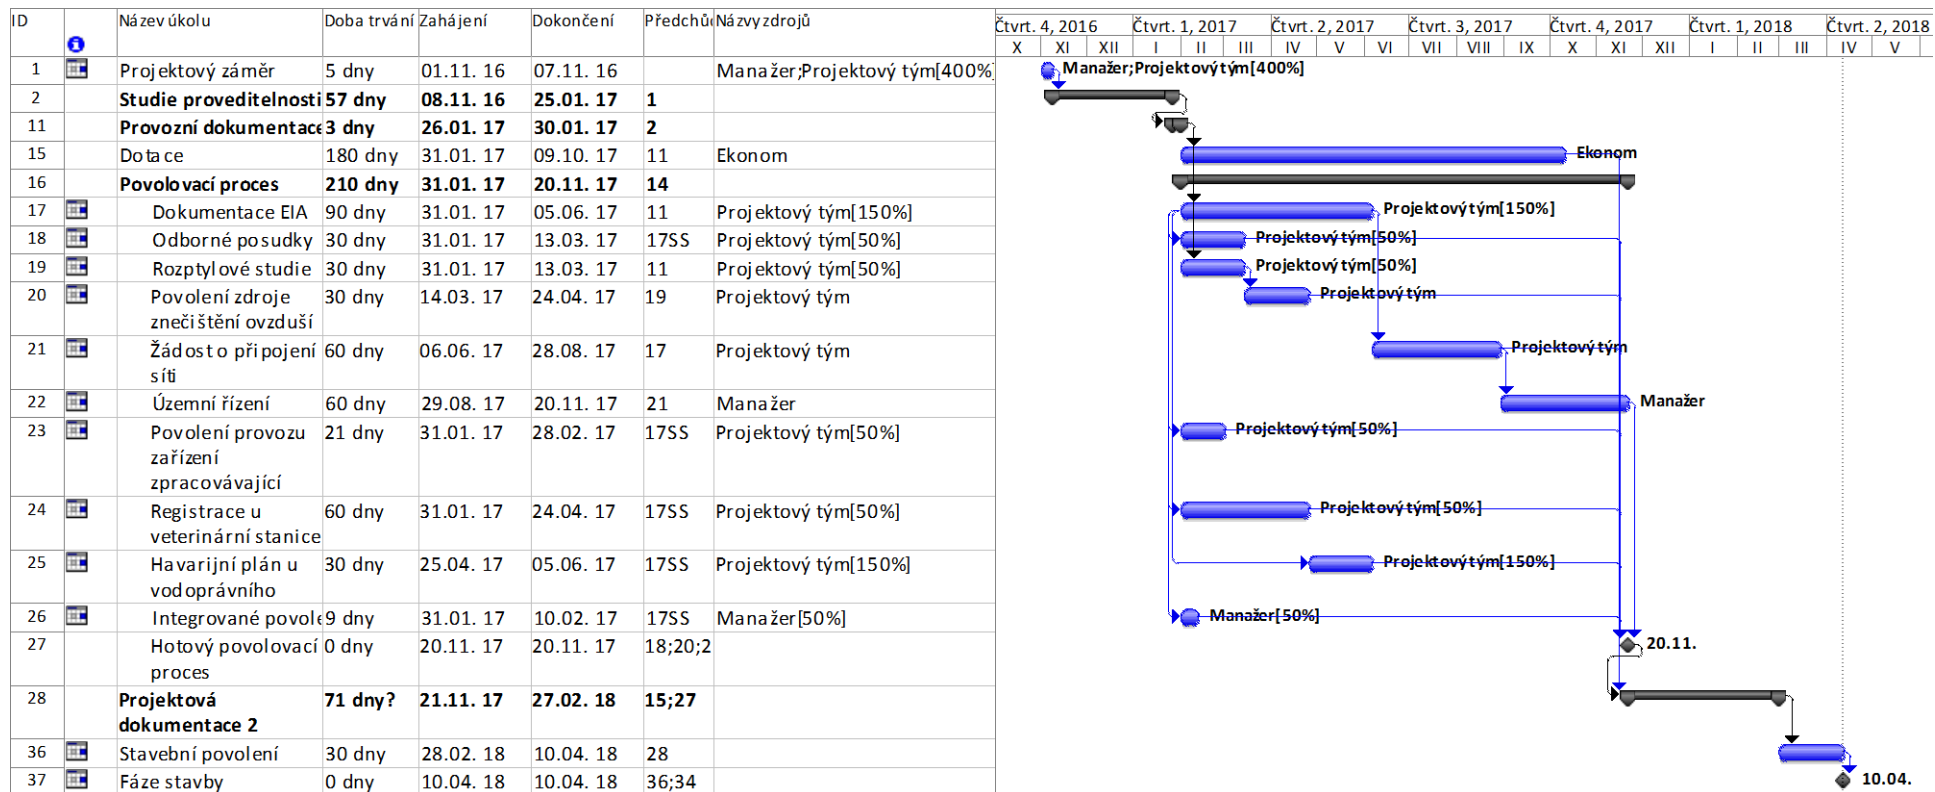 ID Název úkolu Doba trvání Zahájení Dokončení Předchů Názvy zdrojů
Čtvrt. 4, 2016 Čtvrt. 1, 2017 Čtvrt. 2, 2017 Čtvrt. 3, 2017 Čtvrt. 4, 2017 Čtvrt. 1, 2018 Čtvrt. 2, 2018
X XI XII I II III IV V VI VII VIII IX X XI XII I II III IV V
1 Projektový záměr 5 dny 01.11. 16 07.11. 16 Manažer;Projektový tým[400% Manažer;Projektový tým[400%]
2 Studie proveditelnosti 57 dny 08.11. 16 25.01. 17 1
11 Provozní dokumentace 3 dny 26.01. 17 30.01. 17 2
15 Dotace 180 dny 31.01. 17 09.10. 17 11 Ekonom Ekonom
16 Povolovací proces 210 dny 31.01. 17 20.11. 17 14
17 Dokumentace EIA 90 dny 31.01. 17 05.06. 17 11 Projektový tým[150%] Projektový tým[150%]
18 Odborné posudky 30 dny 31.01. 17 13.03. 17 17SS Projektový tým[50%] Projektový tým[50%]
19 Rozptylové studie 30 dny 31.01. 17 13.03. 17 11 Projektový tým[50%] Projektový tým[50%]
20 Povolení zdroje 30 dny 14.03. 17 24.04. 17 19 Projektový tým Projektový tým
znečištění ovzduší
21 Žádost o připojení 60 dny 06.06. 17 28.08. 17 17 Projektový tým Projektový tým
síti
22 Územní řízení 60 dny 29.08. 17 20.11. 17 21 Manažer Manažer
23 Povolení provozu 21 dny 31.01. 17 28.02. 17 17SS Projektový tým[50%] Projektový tým[50%]
zařízení
zpracovávající
24 Registrace u 60 dny 31.01. 17 24.04. 17 17SS Projektový tým[50%] Projektový tým[50%]
veterinární stanice
25 Havarijní plán u 30 dny 25.04. 17 05.06. 17 17SS Projektový tým[150%] Projektový tým[150%]
vodoprávního
26 Integrované povole 9 dny 31.01. 17 10.02. 17 17SS Manažer[50%] Manažer[50%]
27 Hotový povolovací 0 dny 20.11. 17 20.11. 17 18;20;2 20.11.
proces
28 Projektová 71 dny? 21.11. 17 27.02. 18 15;27
dokumentace 2
36 Stavební povolení 30 dny 28.02. 18 10.04. 18 28
37 Fáze stavby 0 dny 10.04. 18 10.04. 18 36;34 10.04.